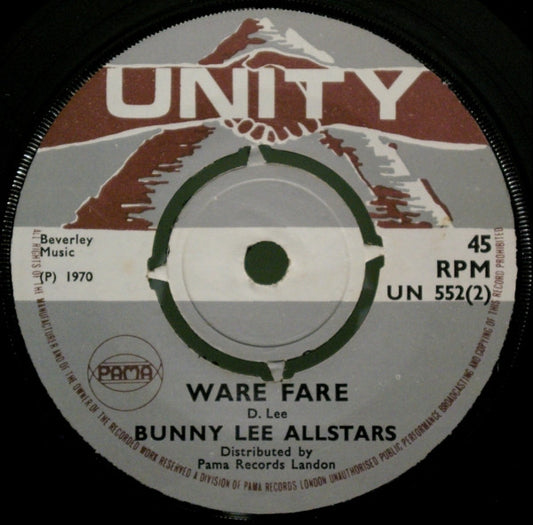 UNITY
Beverley
Music
(P) 1970
45
RPM
UN 552(2)
PAMA
WARE FARE
D. Lee
BUNNY LEE ALLSTARS
Distributed by
Pama Records Landon
ALL RIGHTS OF THE MANUFACTURER AND OF THE OWNER OF THE RECORDED WORK RESERVED A DIVISION OF PAMA RECORDS LONDON UNAUTHORISED PUBLIC PERFORMANCE BROADCASTING AND COPYING OF THIS RECORD PROHIBITED